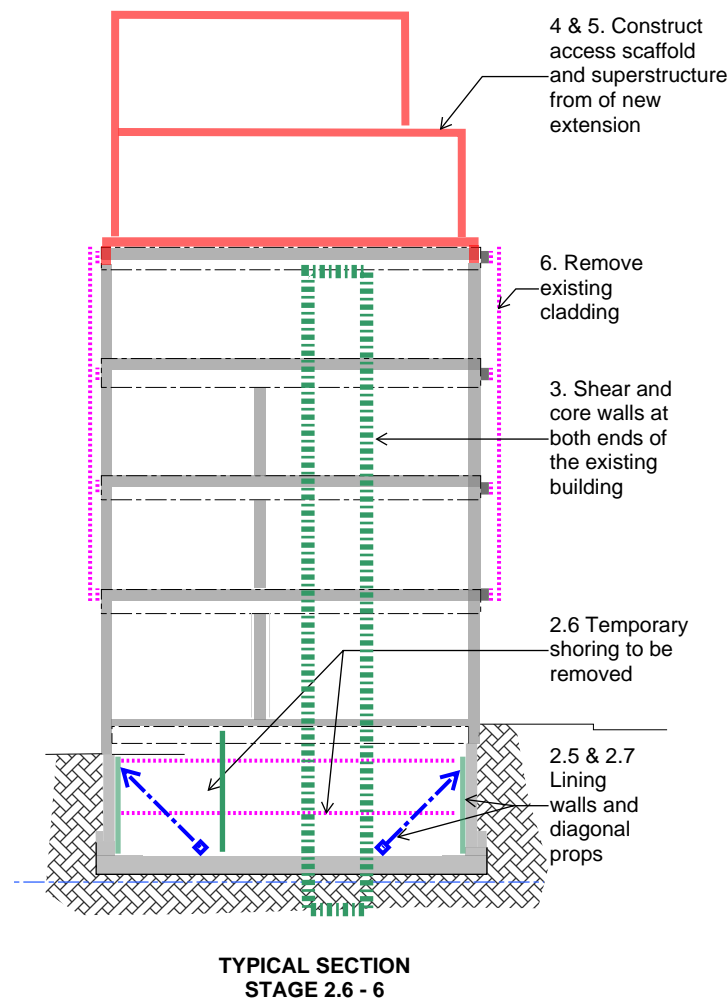 4 & 5. Construct
access scaffold
and superstructure
from of new
extension
6. Remove
existing
cladding
3. Shear and
core walls at
both ends of
the existing
building
2.6 Temporary
shoring to be
removed
2.5 & 2.7
Lining
walls and
diagonal
props
TYPICAL SECTION
STAGE 2.6 - 6